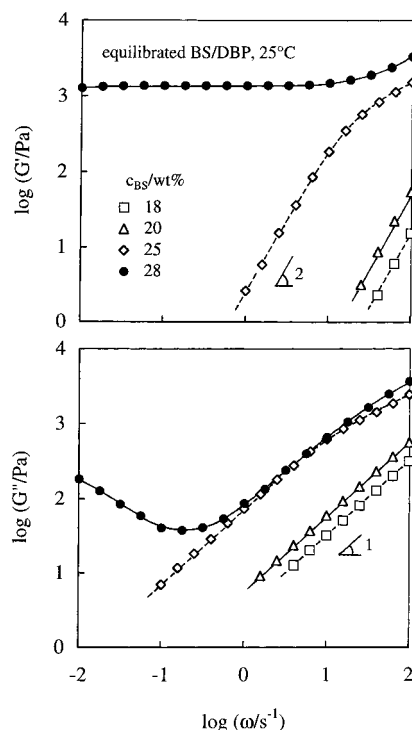 4
equilibrated BS/DBP, 25°C
3
log (G'/Pa)
c_BS/wt%
2
18
20
1
25
2
28
0
4
3
log (G''/Pa)
2
1
1
0
-2 -1 0 1 2
log (ω/s⁻¹)